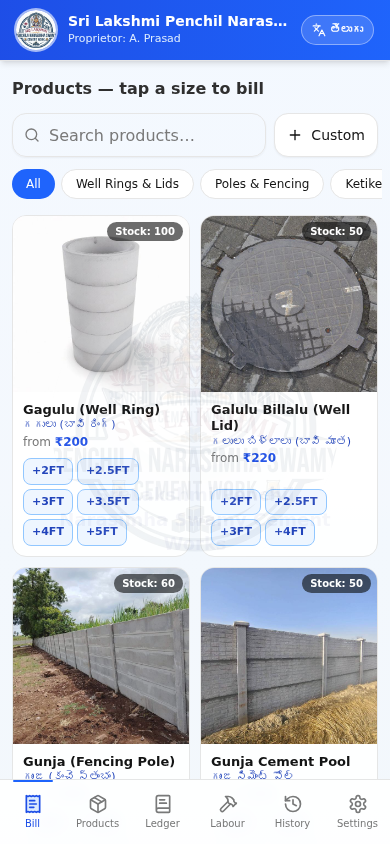 Sri Lakshmi Penchil Naras...
Proprietor: A. Prasad
తెలుగు
Products — tap a size to bill
Search products...
Custom
All
Well Rings & Lids
Poles & Fencing
Ketike
Stock: 100
Stock: 50
Gagulu (Well Ring)
గగులు (బావి రింగ్)
from ₹200
+2FT
+2.5FT
+3FT
+3.5FT
+4FT
+5FT
Galulu Billalu (Well
Lid)
గలులు బిళ్లాలు (బావి మూత)
from ₹220
+2FT
+2.5FT
+3FT
+4FT
Stock: 60
Stock: 50
Gunja (Fencing Pole)
గుంజ (కంచె స్తంభం)
Gunja Cement Pool
గుంజ సిమెంట్ పోల్
Bill
Products
Ledger
Labour
History
Settings